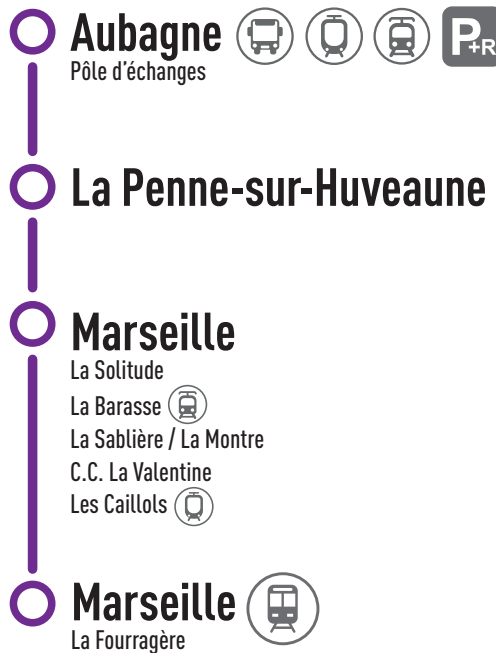 Aubagne P+R
Pôle d'échanges
La Penne-sur-Huveaune
Marseille
La Solitude
La Barasse
La Sablière / La Montre
C.C. La Valentine
Les Caillols
Marseille
La Fourragère